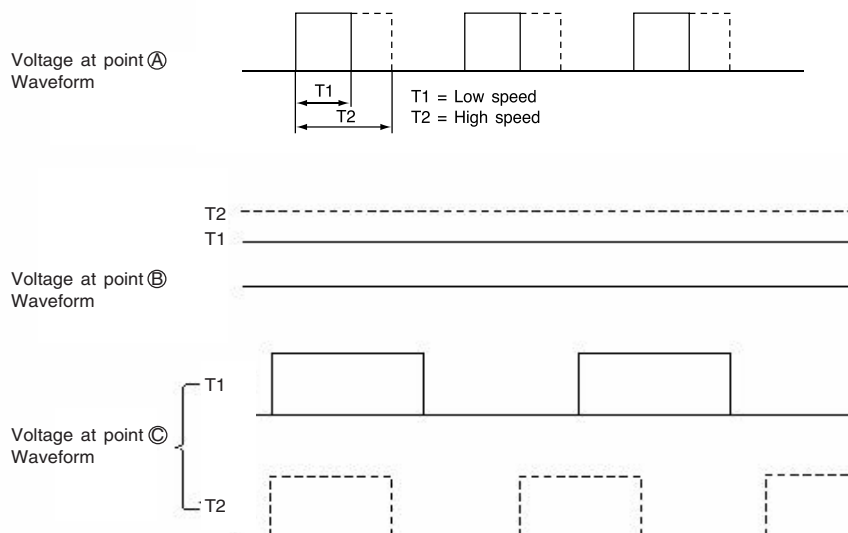 Voltage at point Ⓐ
Waveform
T1
T2
T1 = Low speed
T2 = High speed
T2
T1
Voltage at point Ⓑ
Waveform
T1
Voltage at point Ⓒ
Waveform
T2